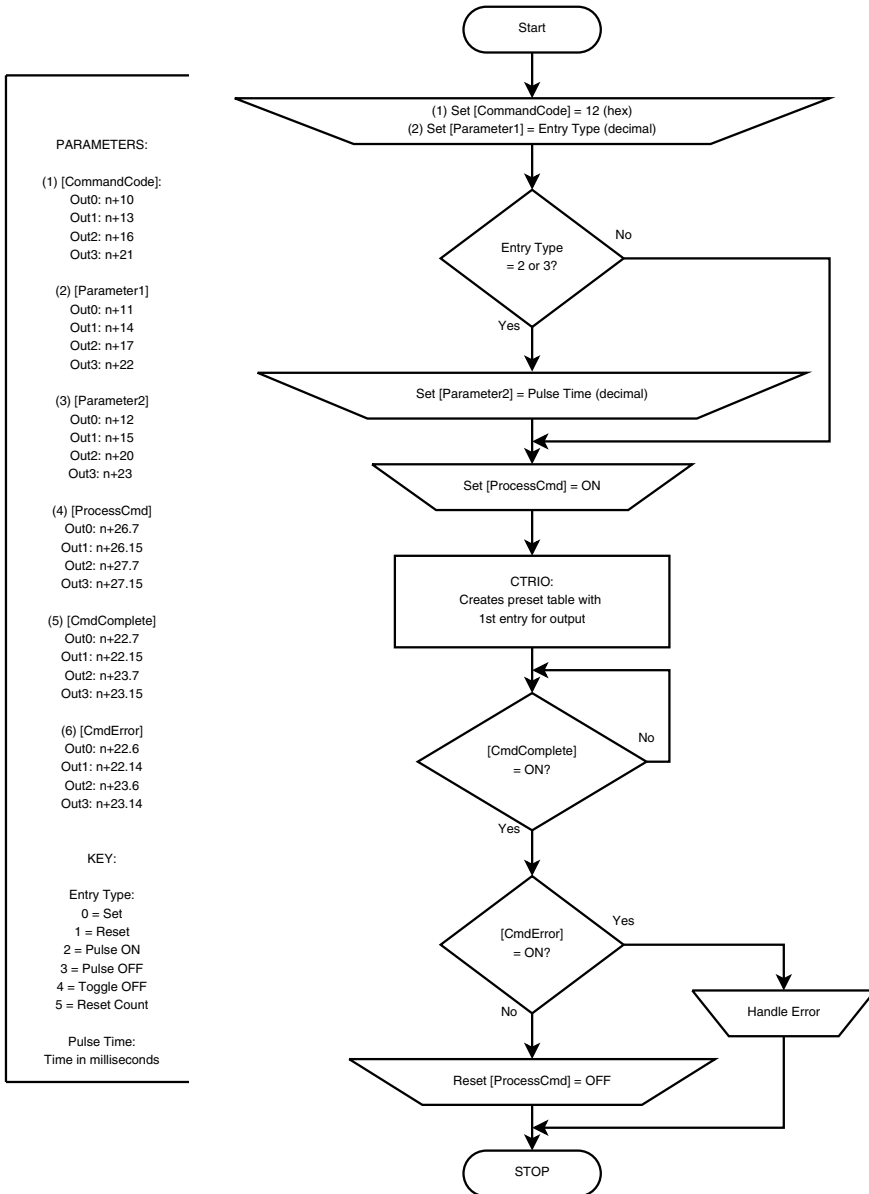 Start
(1) Set [CommandCode] = 12 (hex)
(2) Set [Parameter1] = Entry Type (decimal)
Entry Type
= 2 or 3?
No
Yes
Set [Parameter2] = Pulse Time (decimal)
Set [ProcessCmd] = ON
CTRIO:
Creates preset table with
1st entry for output
[CmdComplete]
= ON?
No
Yes
[CmdError]
= ON?
Yes
No
Handle Error
Reset [ProcessCmd] = OFF
STOP
PARAMETERS:
(1) [CommandCode]:
Out0: n+10
Out1: n+13
Out2: n+16
Out3: n+21
(2) [Parameter1]
Out0: n+11
Out1: n+14
Out2: n+17
Out3: n+22
(3) [Parameter2]
Out0: n+12
Out1: n+15
Out2: n+20
Out3: n+23
(4) [ProcessCmd]
Out0: n+26.7
Out1: n+26.15
Out2: n+27.7
Out3: n+27.15
(5) [CmdComplete]
Out0: n+22.7
Out1: n+22.15
Out2: n+23.7
Out3: n+23.15
(6) [CmdError]
Out0: n+22.6
Out1: n+22.14
Out2: n+23.6
Out3: n+23.14
KEY:
Entry Type:
0 = Set
1 = Reset
2 = Pulse ON
3 = Pulse OFF
4 = Toggle OFF
5 = Reset Count
Pulse Time:
Time in milliseconds